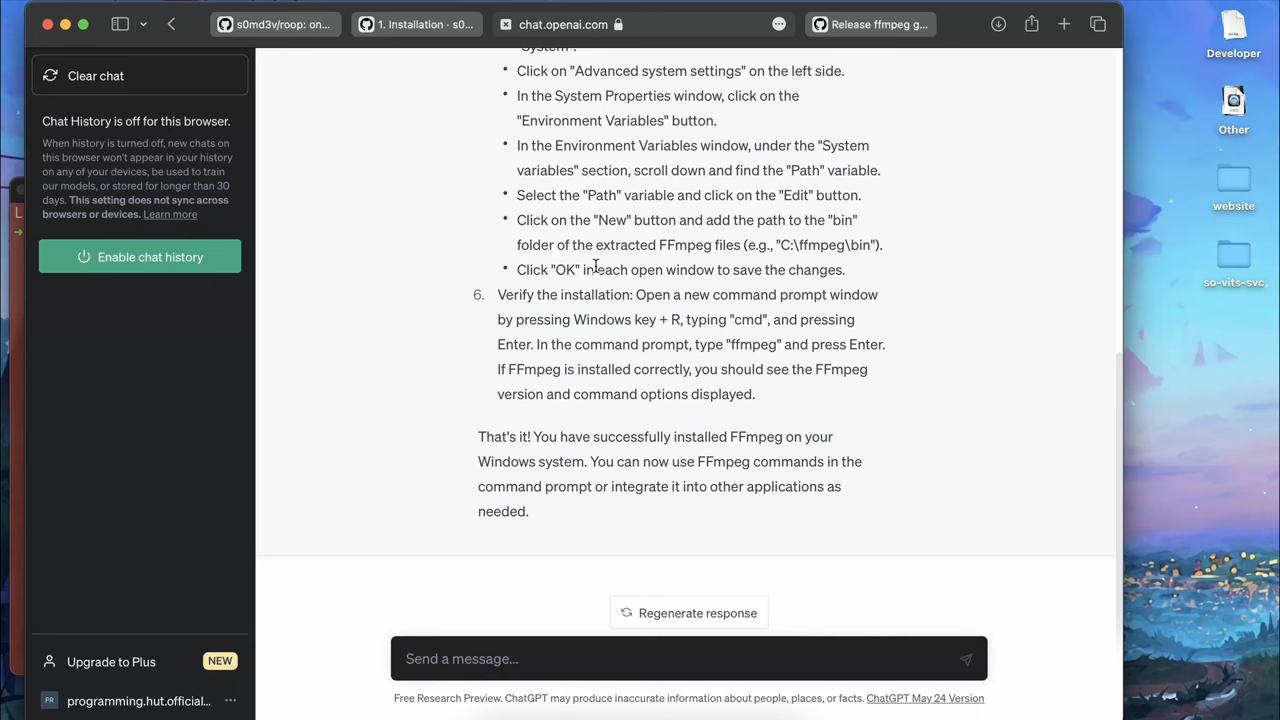 s0md3v/roop: on...
1. Installation · s0...
chat.openai.com
Release ffmpeg g...
Clear chat
Chat History is off for this browser.
When history is turned off, new chats on
this browser won't appear in your history
on any of your devices, be used to train
our models, or stored for longer than 30
days. This setting does not sync across
browsers or devices. Learn more
Enable chat history
Upgrade to Plus
NEW
PR
programming.hut.official...
"System".
• Click on "Advanced system settings" on the left side.
• In the System Properties window, click on the
"Environment Variables" button.
• In the Environment Variables window, under the "System
variables" section, scroll down and find the "Path" variable.
• Select the "Path" variable and click on the "Edit" button.
• Click on the "New" button and add the path to the "bin"
folder of the extracted FFmpeg files (e.g., "C:\ffmpeg\bin").
• Click "OK" in each open window to save the changes.
6. Verify the installation: Open a new command prompt window
by pressing Windows key + R, typing "cmd", and pressing
Enter. In the command prompt, type "ffmpeg" and press Enter.
If FFmpeg is installed correctly, you should see the FFmpeg
version and command options displayed.
That's it! You have successfully installed FFmpeg on your
Windows system. You can now use FFmpeg commands in the
command prompt or integrate it into other applications as
needed.
Regenerate response
Send a message...
Free Research Preview. ChatGPT may produce inaccurate information about people, places, or facts. ChatGPT May 24 Version
Developer
Other
website
so-vits-svc